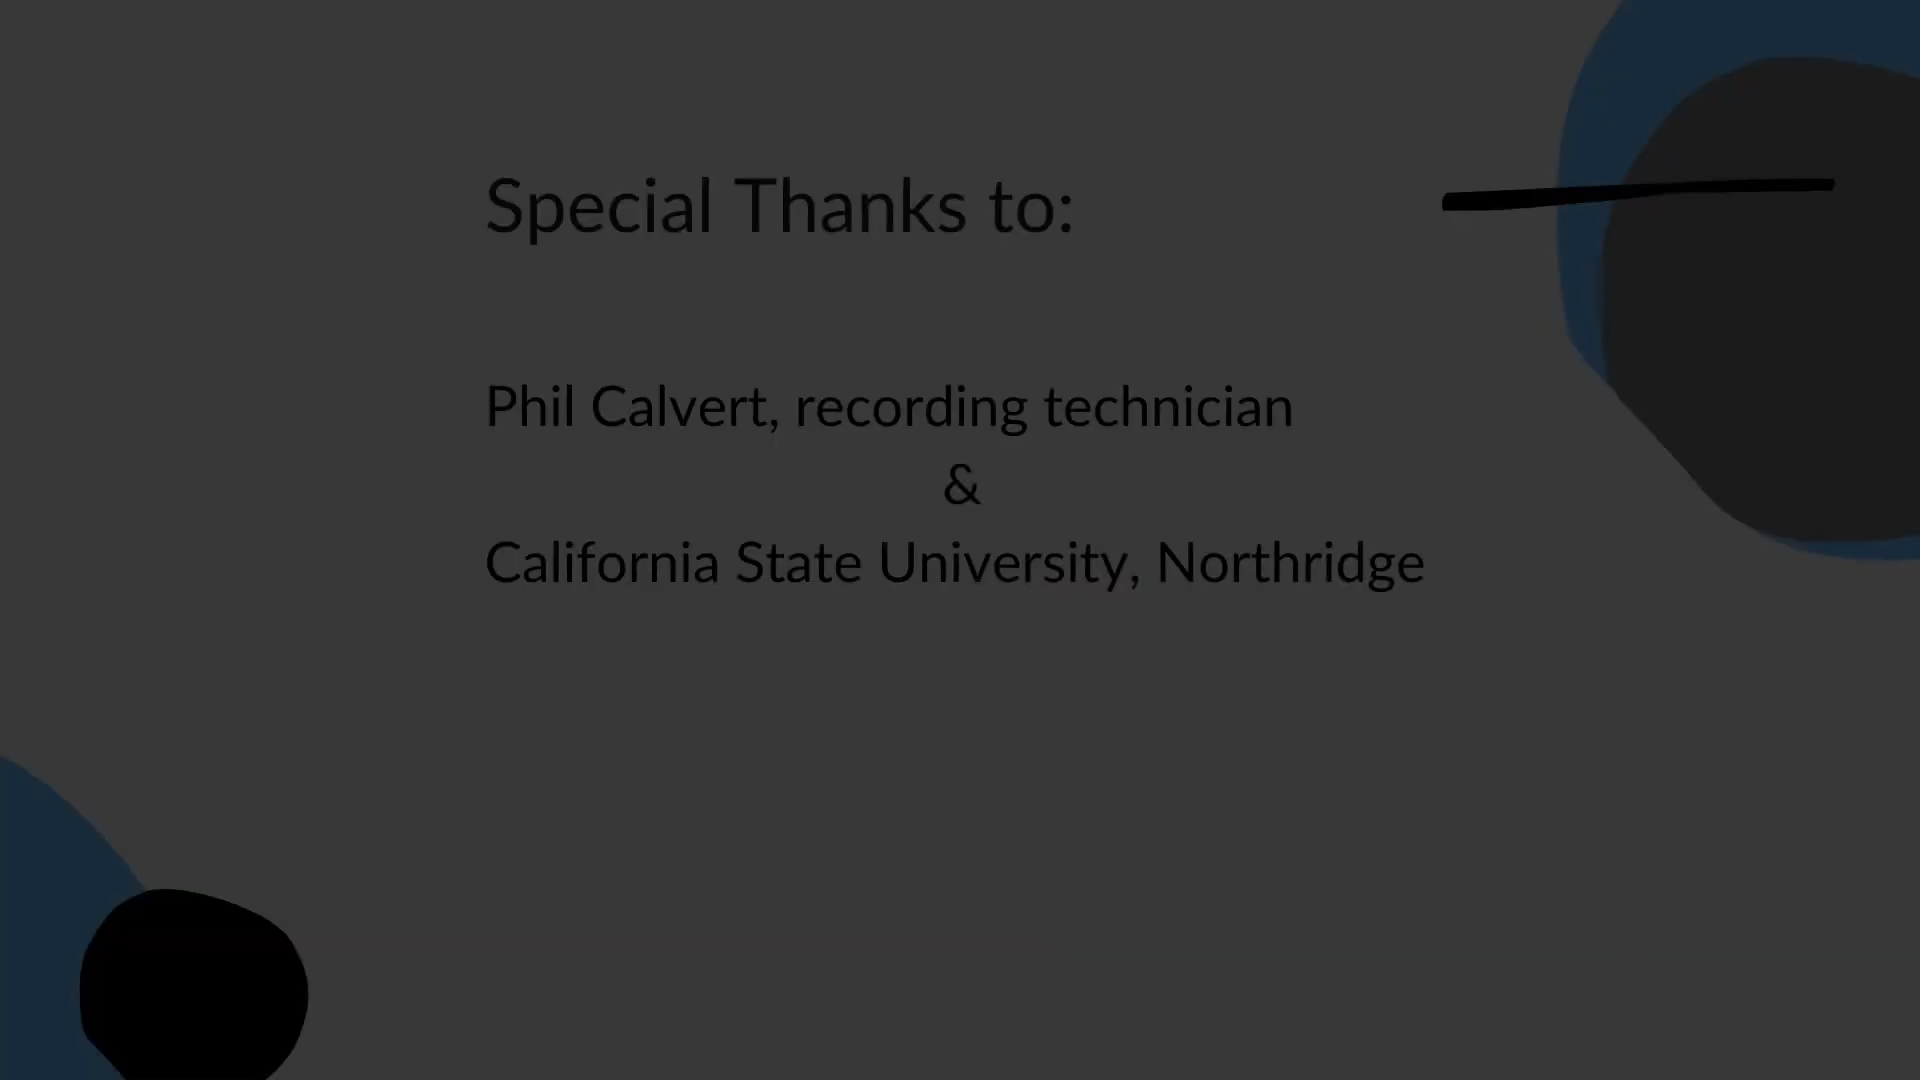 Special Thanks to:
Phil Calvert, recording technician
&
California State University, Northridge